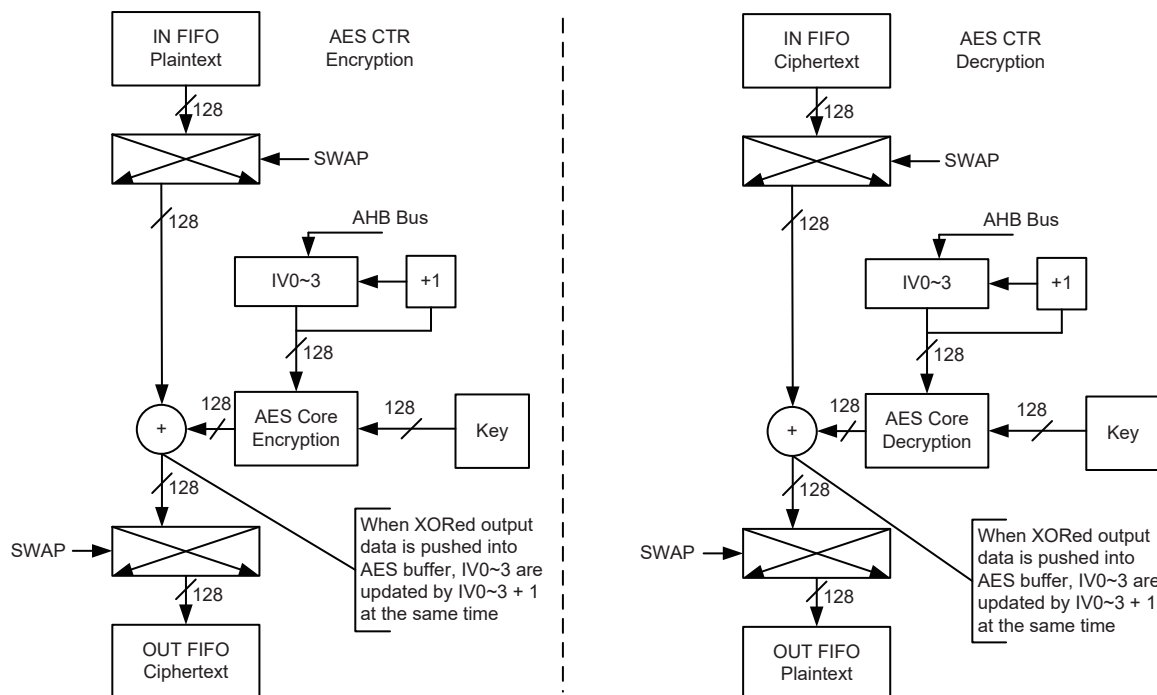 IN FIFO
Plaintext
AES CTR
Encryption
128
SWAP
128
AHB Bus
IV0~3
+1
128
128
AES Core
Encryption
128
Key
+
128
SWAP
When XORed output
data is pushed into
AES buffer, IV0~3 are
updated by IV0~3 + 1
at the same time
128
OUT FIFO
Ciphertext
IN FIFO
Ciphertext
AES CTR
Decryption
128
SWAP
128
AHB Bus
IV0~3
+1
128
128
AES Core
Decryption
128
Key
+
128
SWAP
When XORed output
data is pushed into
AES buffer, IV0~3 are
updated by IV0~3 + 1
at the same time
128
OUT FIFO
Plaintext